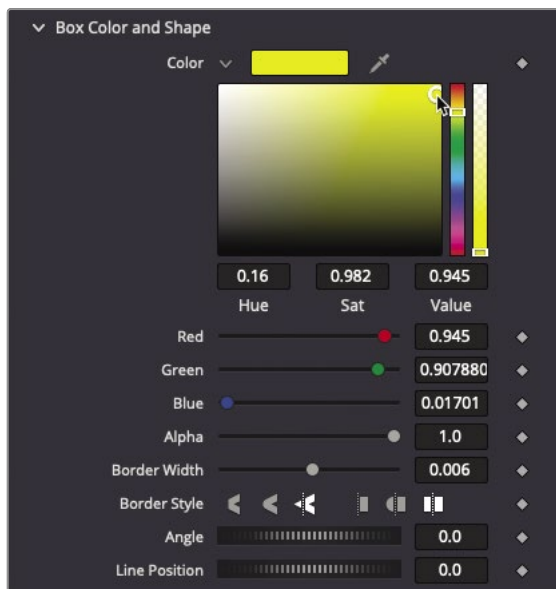 Box Color and Shape
Color
0.16 0.982 0.945
Hue Sat Value
Red 0.945
Green 0.907880
Blue 0.01701
Alpha 1.0
Border Width 0.006
Border Style
Angle 0.0
Line Position 0.0